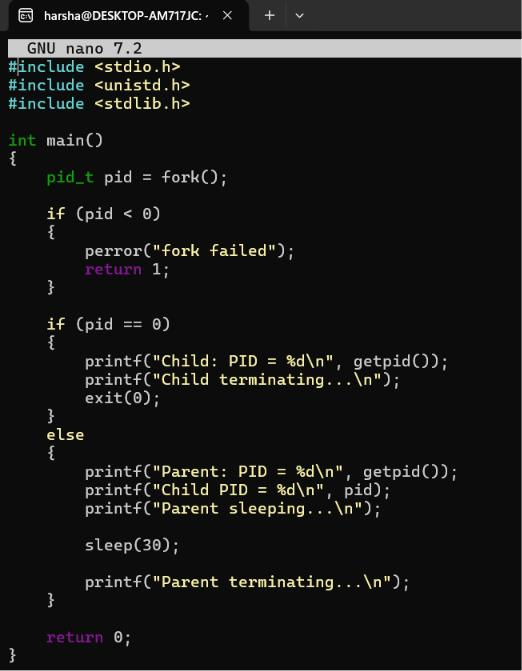 harsha@DESKTOP-AM717JC: ~
GNU nano 7.2
#include <stdio.h>
#include <unistd.h>
#include <stdlib.h>

int main()
{
    pid_t pid = fork();

    if (pid < 0)
    {
        perror("fork failed");
        return 1;
    }

    if (pid == 0)
    {
        printf("Child: PID = %d\n", getpid());
        printf("Child terminating...\n");
        exit(0);
    }
    else
    {
        printf("Parent: PID = %d\n", getpid());
        printf("Child PID = %d\n", pid);
        printf("Parent sleeping...\n");

        sleep(30);

        printf("Parent terminating...\n");
    }

    return 0;
}